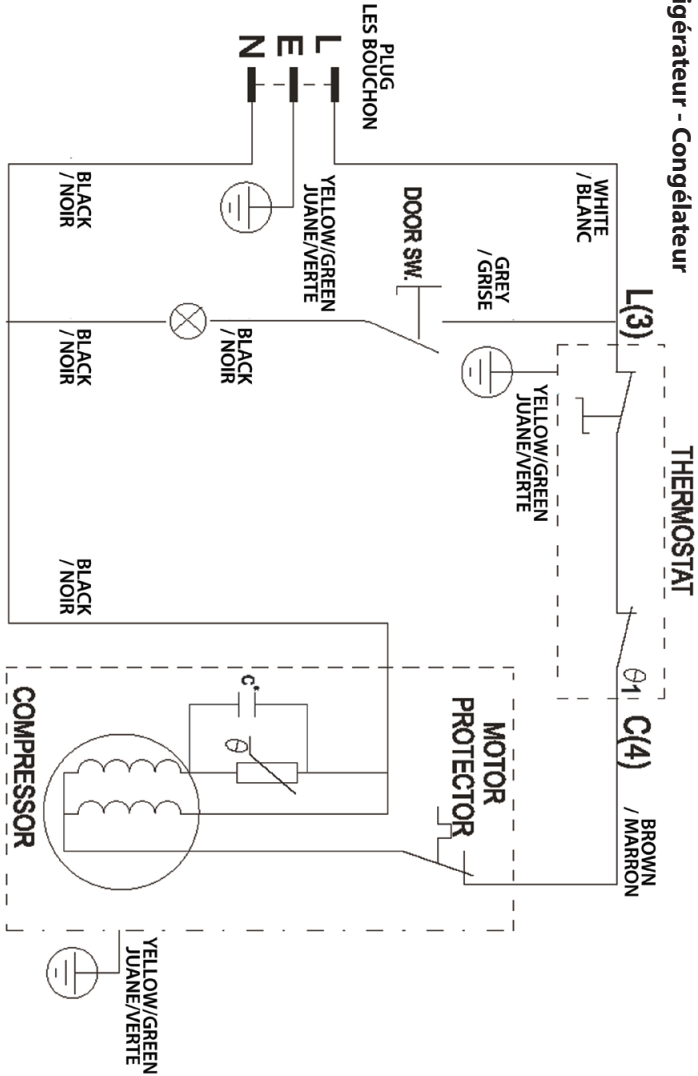 igérateur - Congélateur
PLUG
LES BOUCHON
L
E
N
WHITE
/ BLANC
L(3)
THERMOSTAT
θ1
C(4)
BROWN
/ MARRON
GREY
/ GRISE
DOOR SW.
YELLOW/GREEN
JUANE/VERTE
YELLOW/GREEN
JUANE/VERTE
BLACK
/ NOIR
BLACK
/ NOIR
BLACK
/ NOIR
BLACK
/ NOIR
MOTOR
PROTECTOR
C*
θ
COMPRESSOR
YELLOW/GREEN
JUANE/VERTE